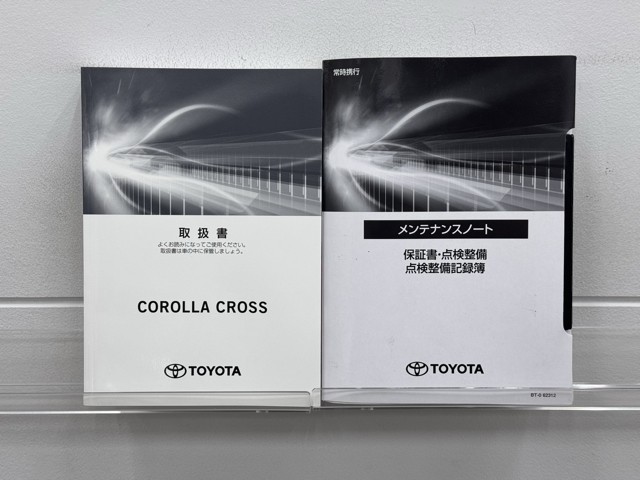 取扱書
よくお読みになってご使用ください。
取扱書は車の中に保管しましょう。
COROLLA CROSS
TOYOTA
常時携行
メンテナンスノート
保証書・点検整備
点検整備記録簿
TOYOTA